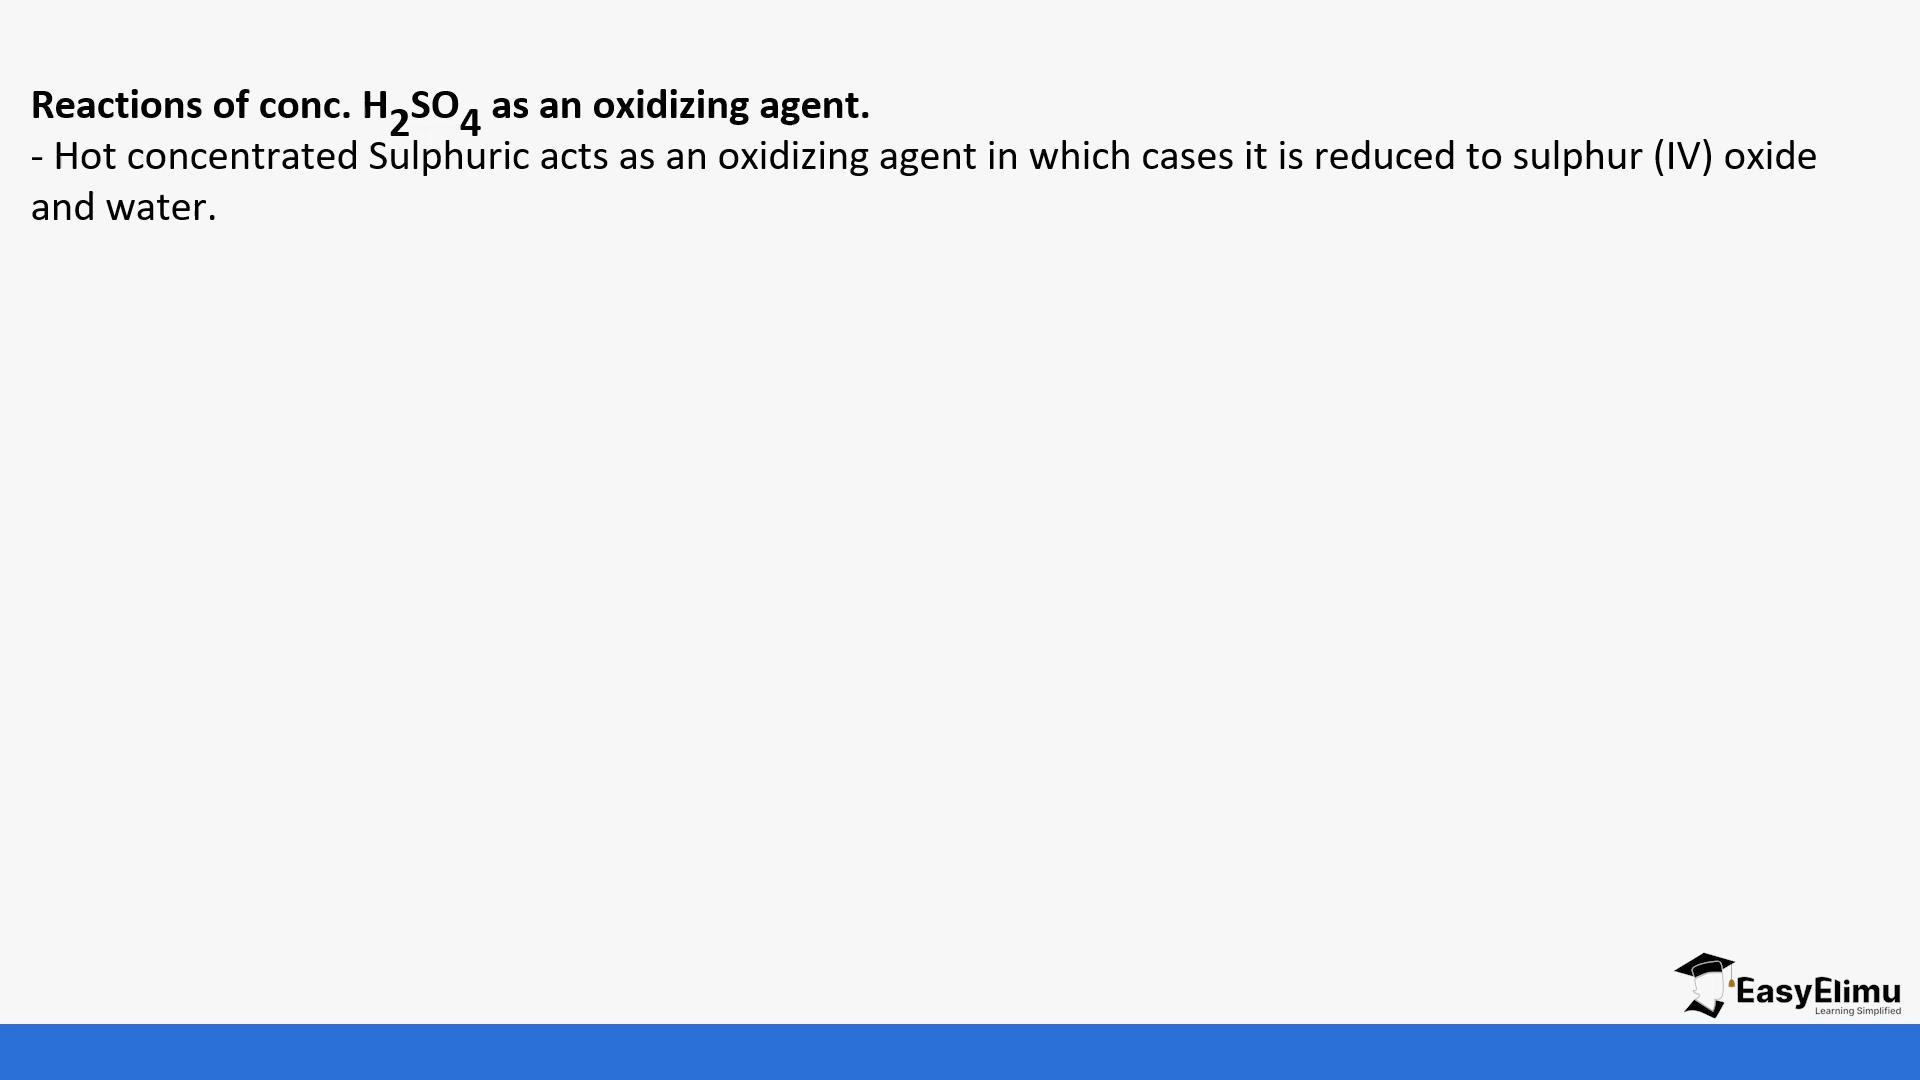 Reactions of conc. H₂SO₄ as an oxidizing agent.
- Hot concentrated Sulphuric acts as an oxidizing agent in which cases it is reduced to sulphur (IV) oxide
and water.
EasyElimu
Learning Simplified